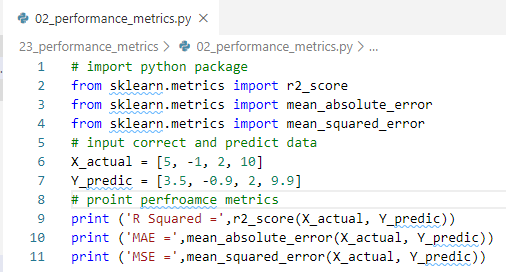 02_performance_metrics.py ×
23_performance_metrics > 02_performance_metrics.py > ...
1 # import python package
2 from sklearn.metrics import r2_score
3 from sklearn.metrics import mean_absolute_error
4 from sklearn.metrics import mean_squared_error
5 # input correct and predict data
6 X_actual = [5, -1, 2, 10]
7 Y_predic = [3.5, -0.9, 2, 9.9]
8 # proint perfroamce metrics
9 print ('R Squared =',r2_score(X_actual, Y_predic))
10 print ('MAE =',mean_absolute_error(X_actual, Y_predic))
11 print ('MSE =',mean_squared_error(X_actual, Y_predic))